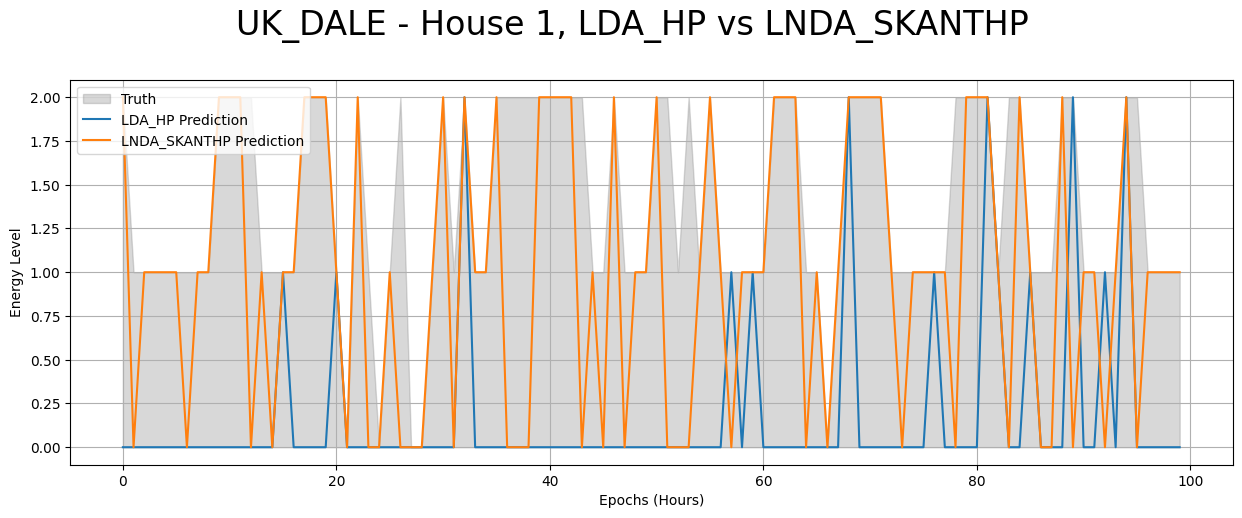 UK_DALE - House 1, LDA_HP vs LNDA_SKANTHP
Truth
LDA_HP Prediction
LNDA_SKANTHP Prediction
2.00
1.75
1.50
1.25
1.00
0.75
0.50
0.25
0.00
Energy Level
0 20 40 60 80 100
Epochs (Hours)